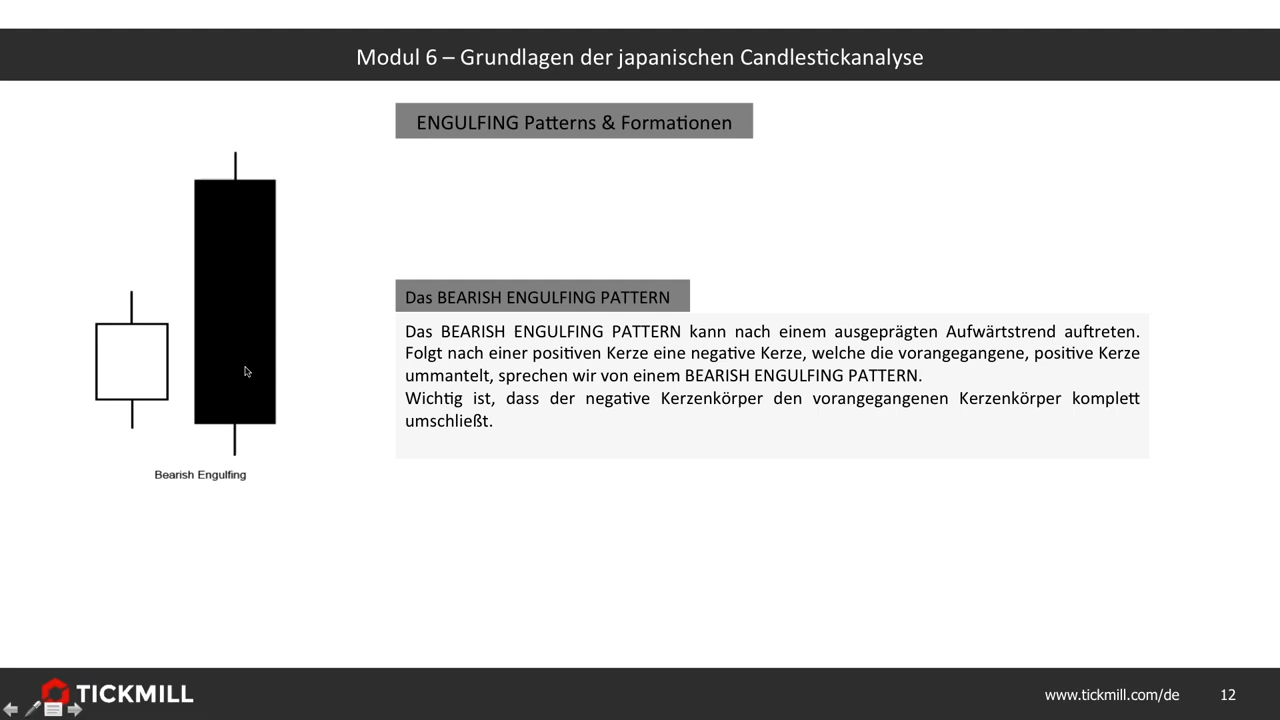 Modul 6 – Grundlagen der japanischen Candlestickanalyse
ENGULFING Patterns & Formationen
Das BEARISH ENGULFING PATTERN
Das BEARISH ENGULFING PATTERN kann nach einem ausgeprägten Aufwärtstrend auftreten.
Folgt nach einer positiven Kerze eine negative Kerze, welche die vorangegangene, positive Kerze
ummantelt, sprechen wir von einem BEARISH ENGULFING PATTERN.
Wichtig ist, dass der negative Kerzenkörper den vorangegangenen Kerzenkörper komplett
umschließt.
Bearish Engulfing
TICKMILL
www.tickmill.com/de 12